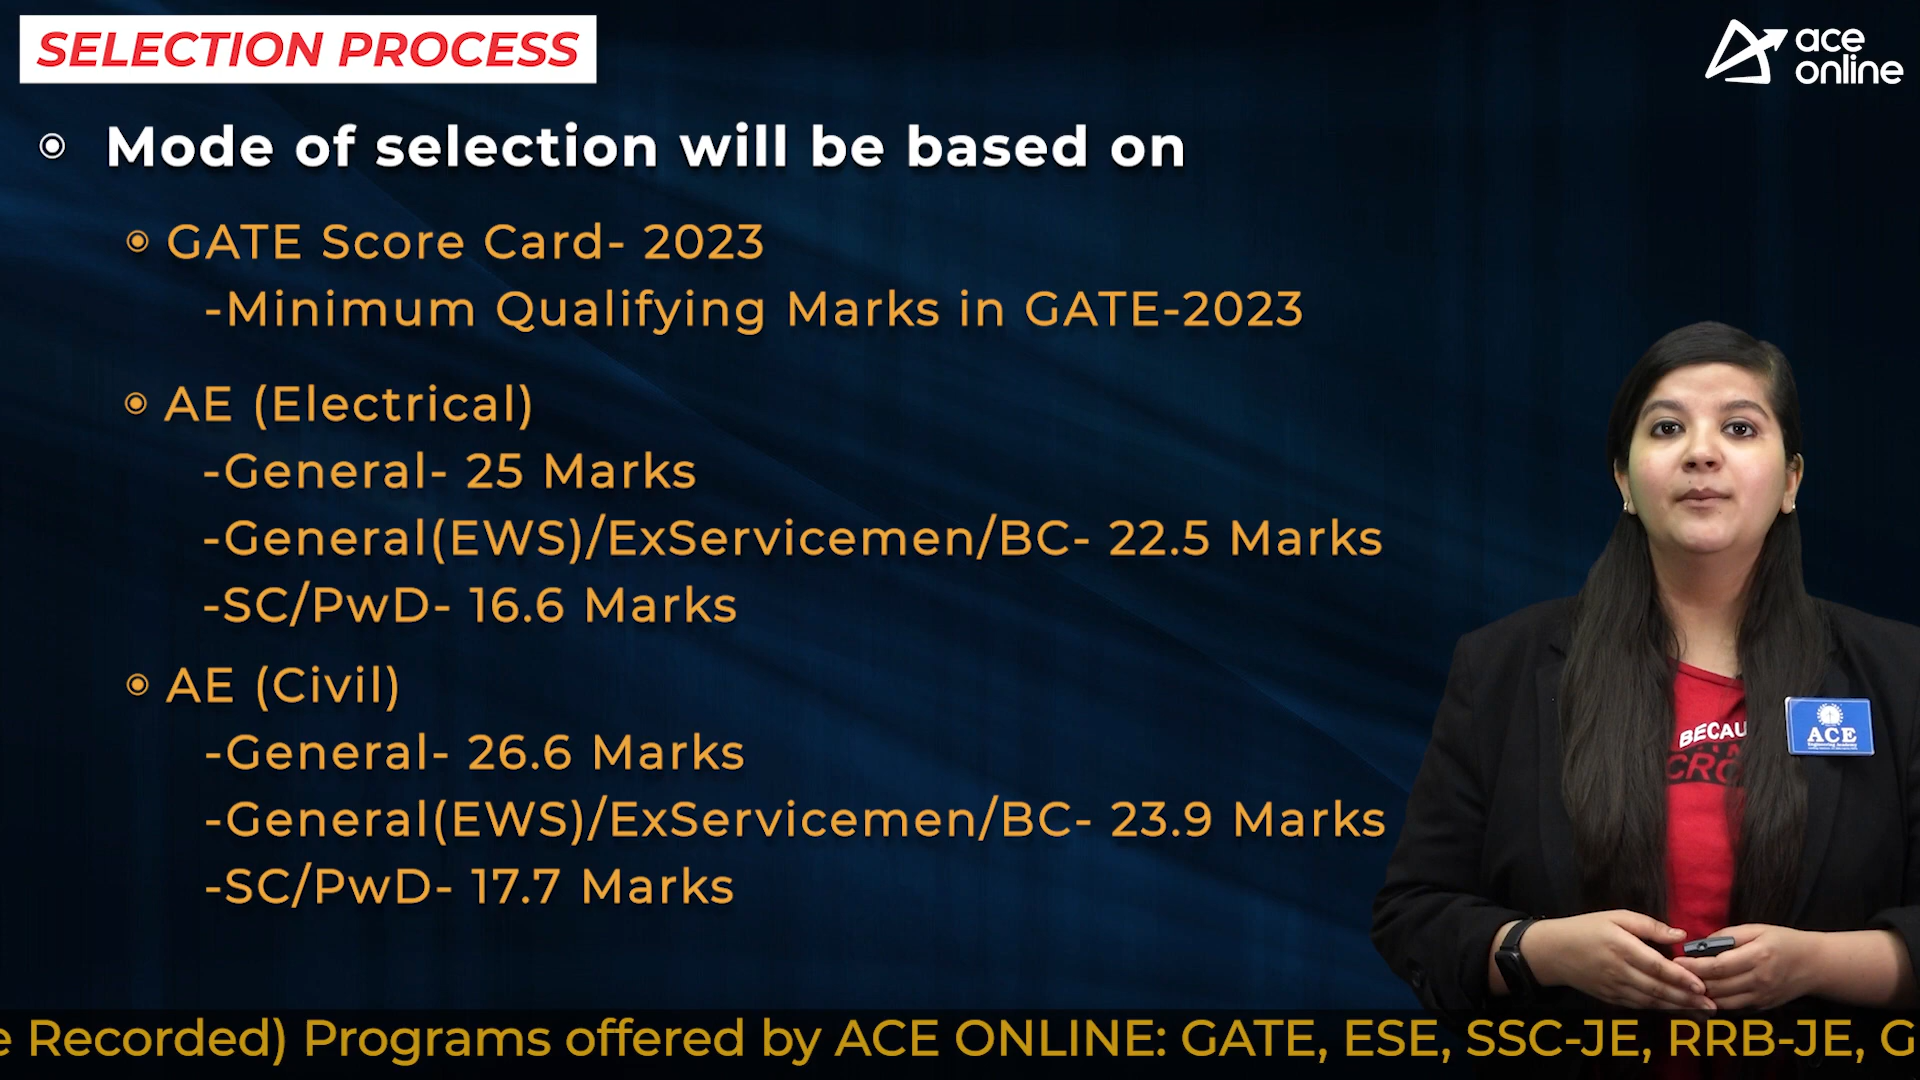 SELECTION PROCESS
ace
online
Mode of selection will be based on
GATE Score Card- 2023
-Minimum Qualifying Marks in GATE-2023
AE (Electrical)
-General- 25 Marks
-General(EWS)/ExServicemen/BC- 22.5 Marks
-SC/PwD- 16.6 Marks
AE (Civil)
-General- 26.6 Marks
-General(EWS)/ExServicemen/BC- 23.9 Marks
-SC/PwD- 17.7 Marks
BECAU
ACE
Engineering Academy
Recorded) Programs offered by ACE ONLINE: GATE, ESE, SSC-JE, RRB-JE, G